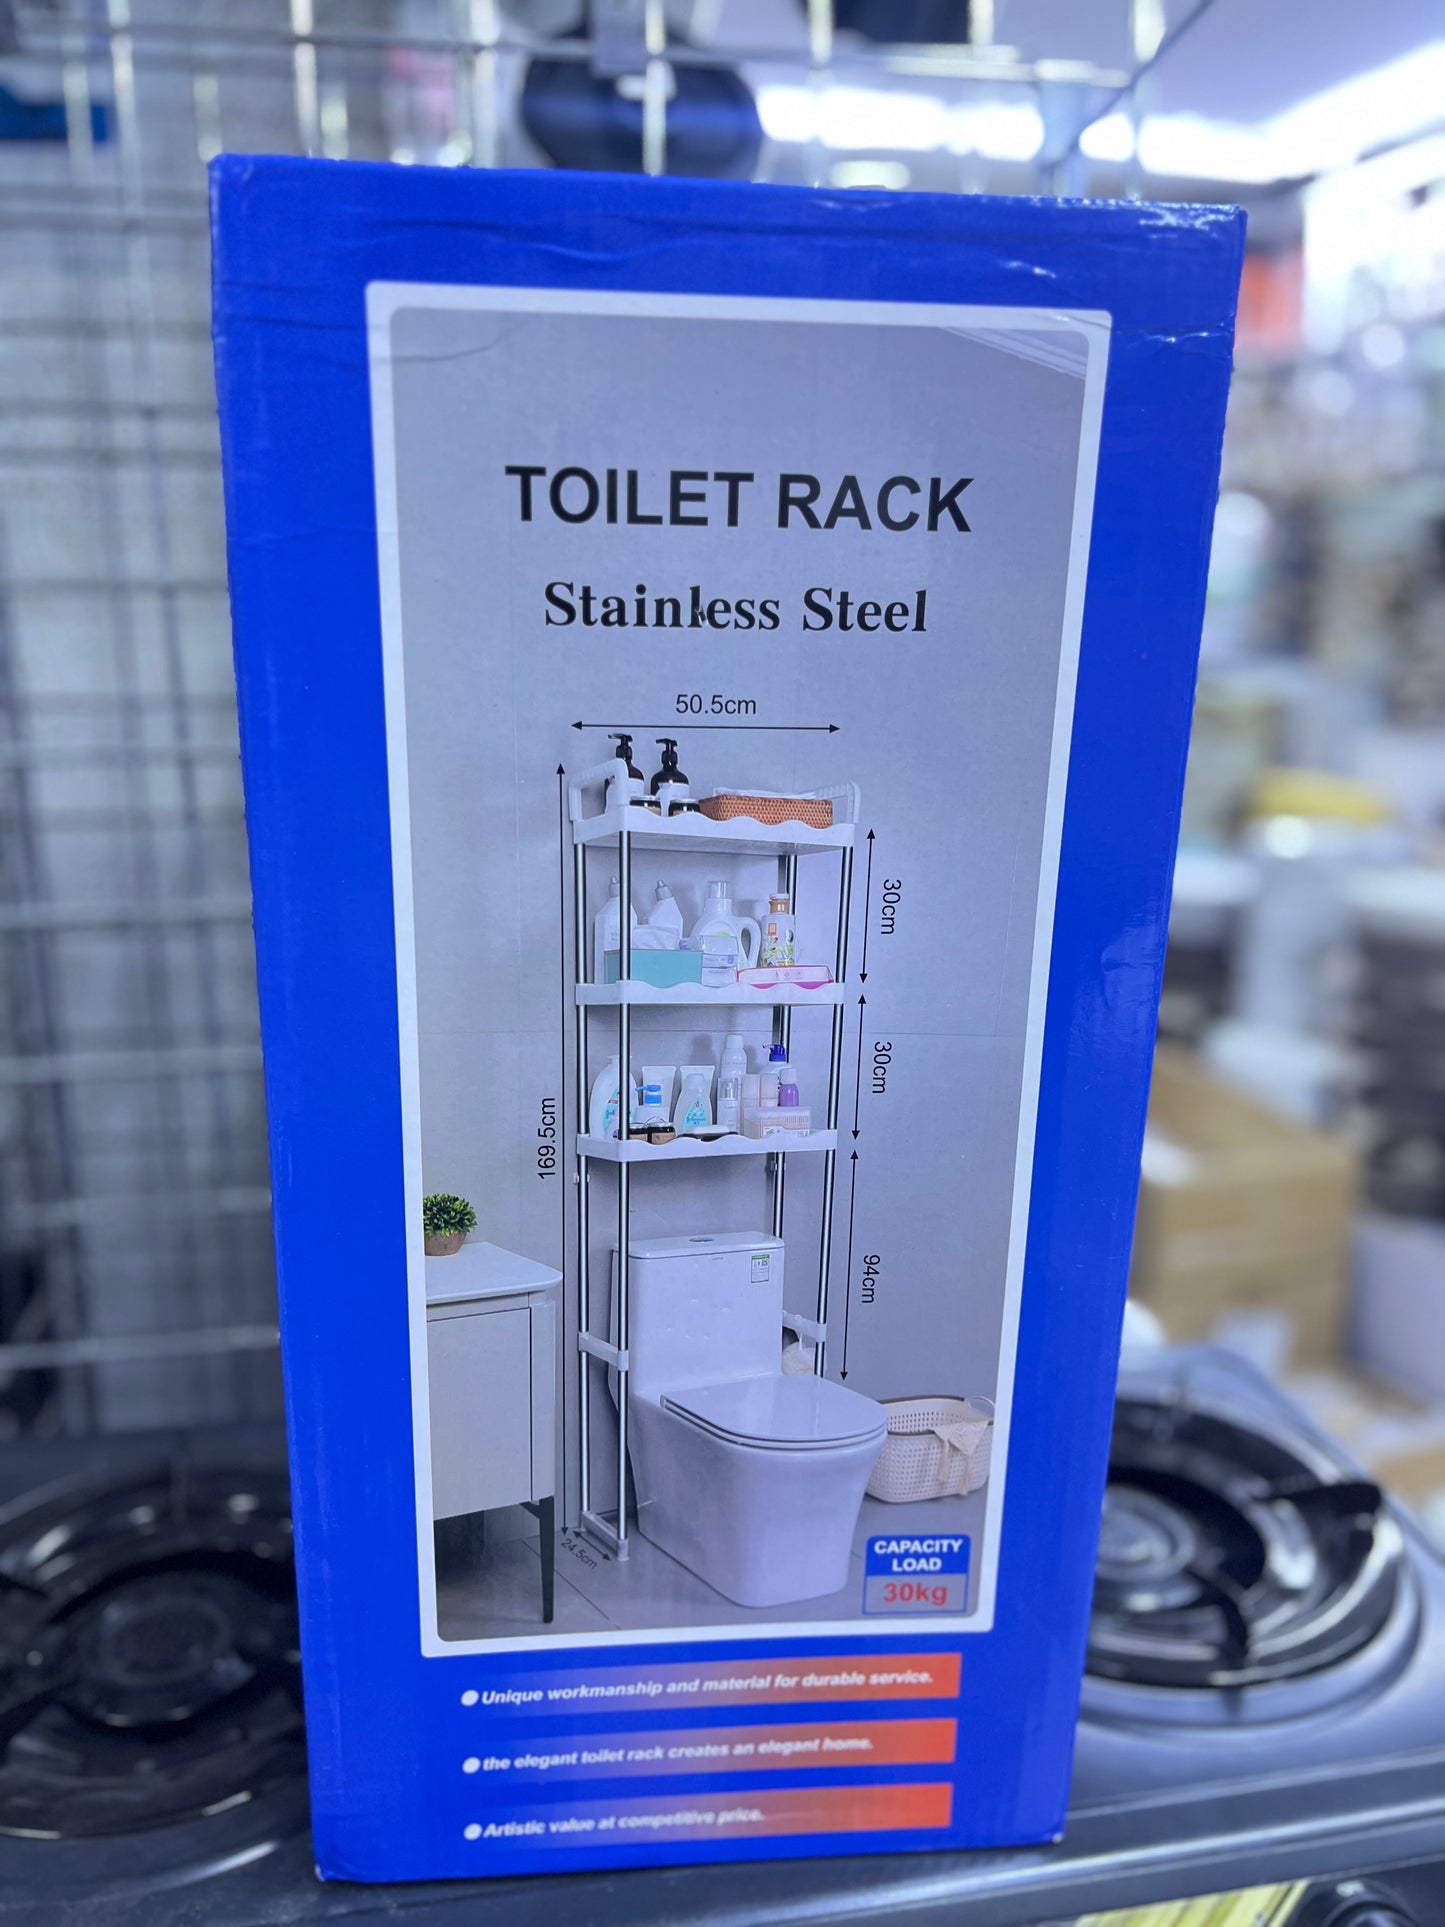 TOILET RACK
Stainless Steel
50.5cm
30cm
30cm
169.5cm
94cm
24.5cm
CAPACITY
LOAD
30kg
Unique workmanship and material for durable service.
the elegant toilet rack creates an elegant home.
Artistic value at competitive price.